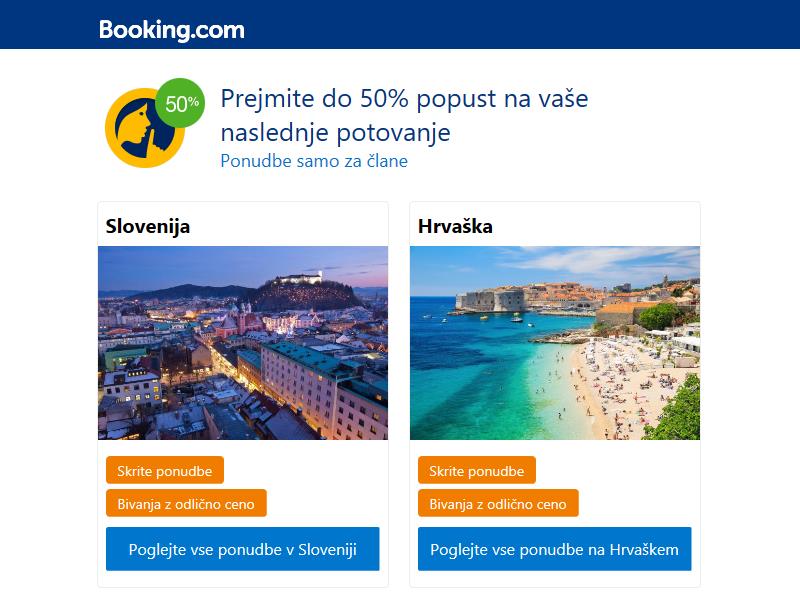 Booking.com
50%
Prejmite do 50% popust na vaše
naslednje potovanje
Ponudbe samo za člane
Slovenija
Hrvaška
Skrite ponudbe
Bivanja z odlično ceno
Poglejte vse ponudbe v Sloveniji
Skrite ponudbe
Bivanja z odlično ceno
Poglejte vse ponudbe na Hrvaškem